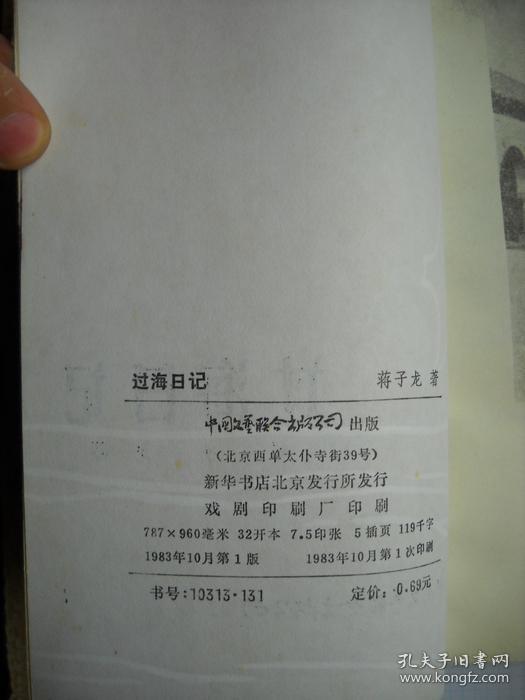 过海日记 蒋子龙 著
中国文艺联合出版公司 出版
(北京西单太仆寺街39号)
新华书店北京发行所发行
戏剧印刷厂印刷
787×960毫米 32开本 7.5印张 5插页 119千字
1983年10月第1版 1983年10月第1次印刷
书号:10313·131 定价:0.69元
孔夫子旧书网